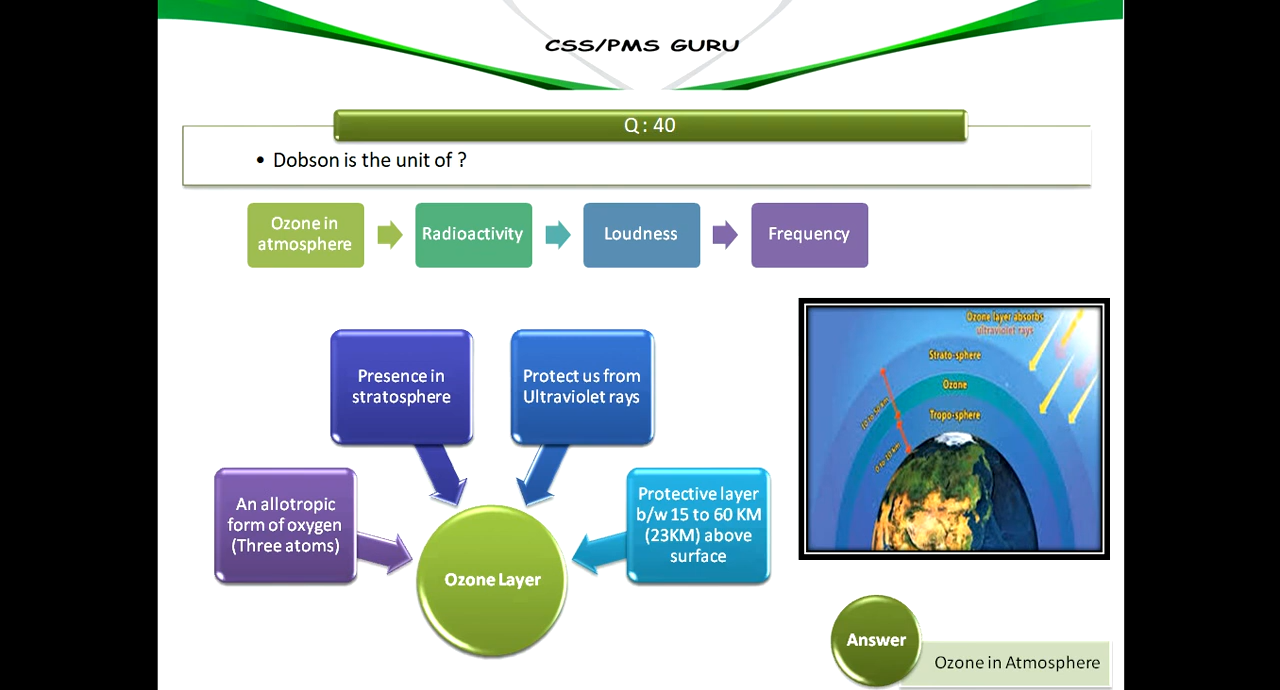 CSS/PMS GURU
Q : 40
• Dobson is the unit of ?
Ozone in
atmosphere
Radioactivity
Loudness
Frequency
Presence in
stratosphere
Protect us from
Ultraviolet rays
An allotropic
form of oxygen
(Three atoms)
Protective layer
b/w 15 to 60 KM
(23KM) above
surface
Ozone Layer
Ozone layer absorbs
ultraviolet rays
Strato-sphere
Ozone
Tropo-sphere
Answer
Ozone in Atmosphere